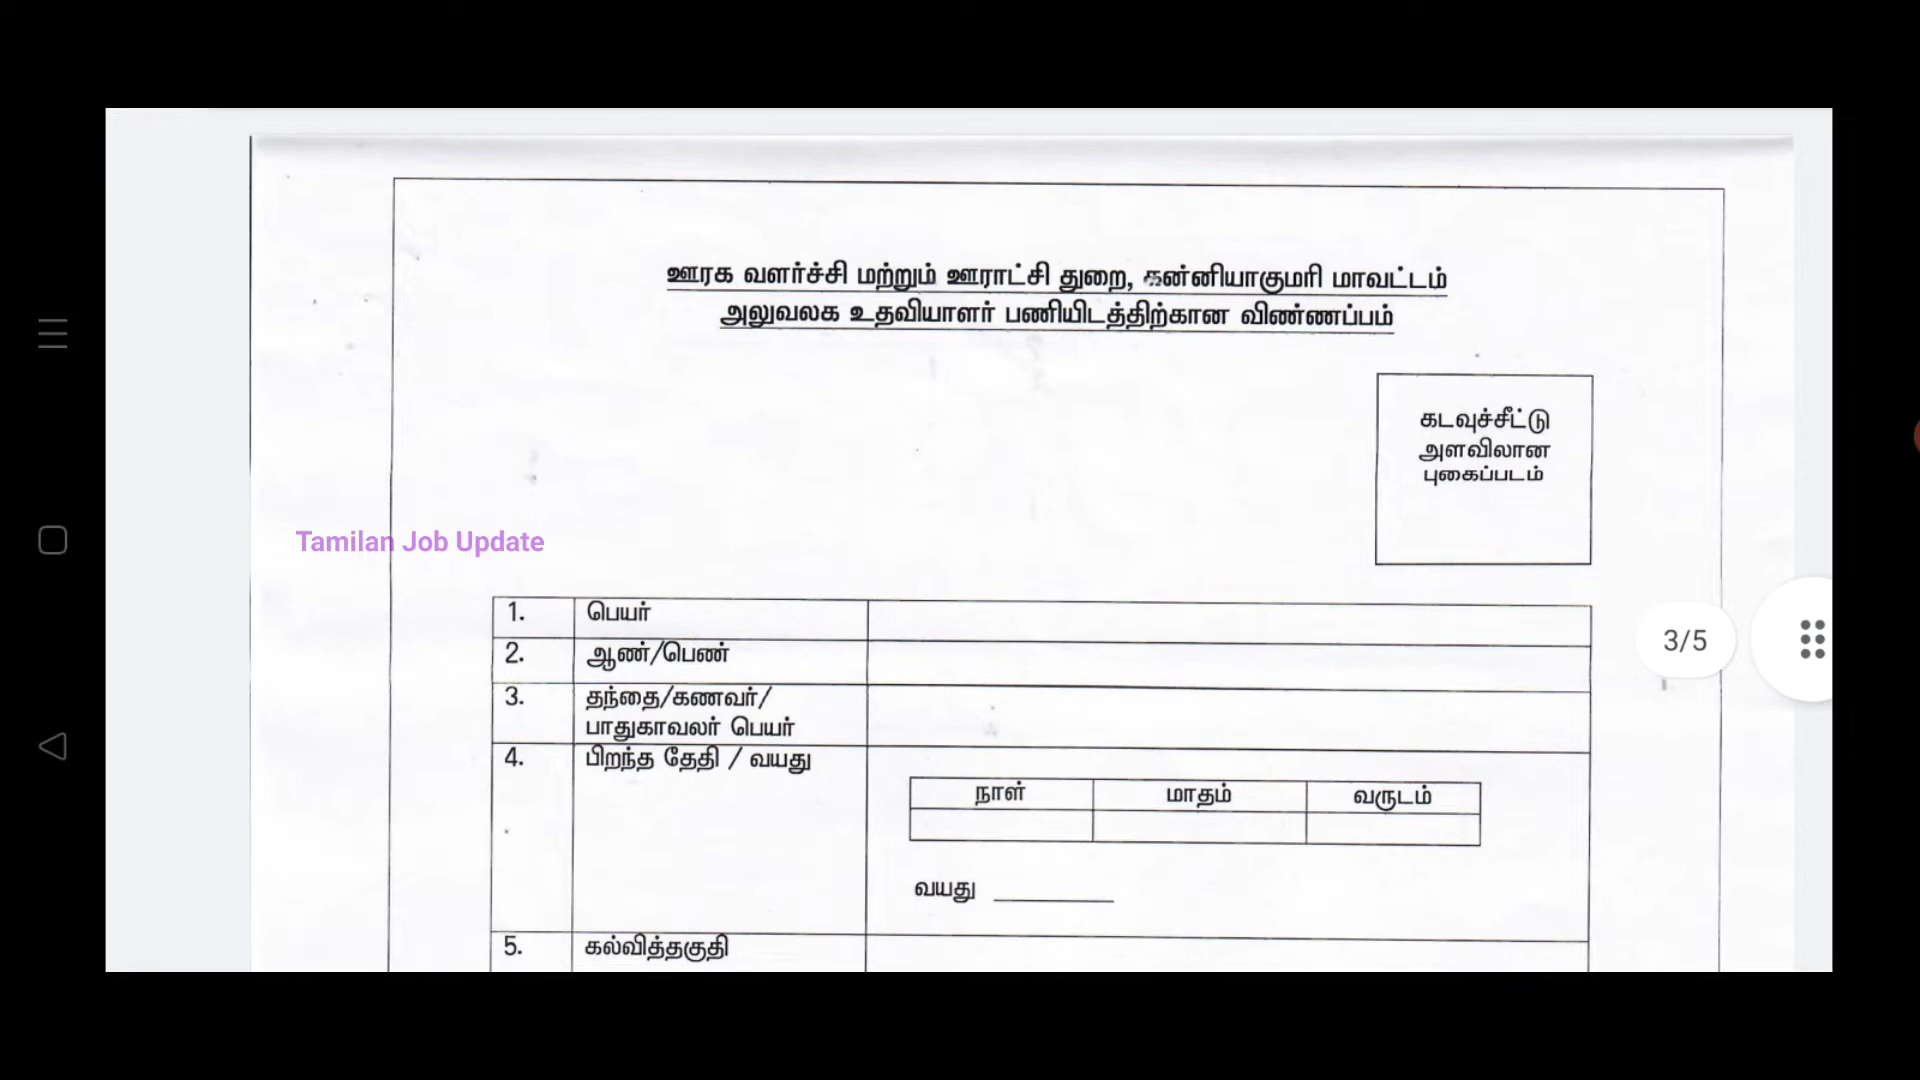 ஊரக வளர்ச்சி மற்றும் ஊராட்சி துறை, கன்னியாகுமரி மாவட்டம்
அலுவலக உதவியாளர் பணியிடத்திற்கான விண்ணப்பம்
கடவுச்சீட்டு
அளவிலான
புகைப்படம்
Tamilan Job Update
1. பெயர்
2. ஆண்/பெண்
3/5
3. தந்தை/கணவர்/
பாதுகாவலர் பெயர்
4. பிறந்த தேதி / வயது
நாள் மாதம் வருடம்
வயது
5. கல்வித்தகுதி